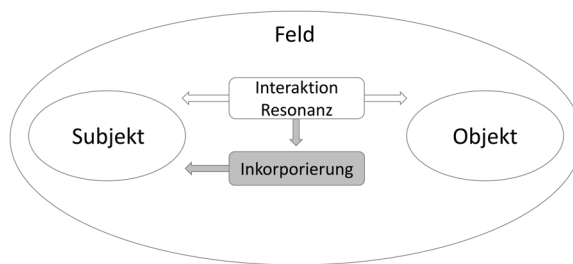 Feld
Interaktion
Resonanz
Subjekt
Objekt
Inkorporierung